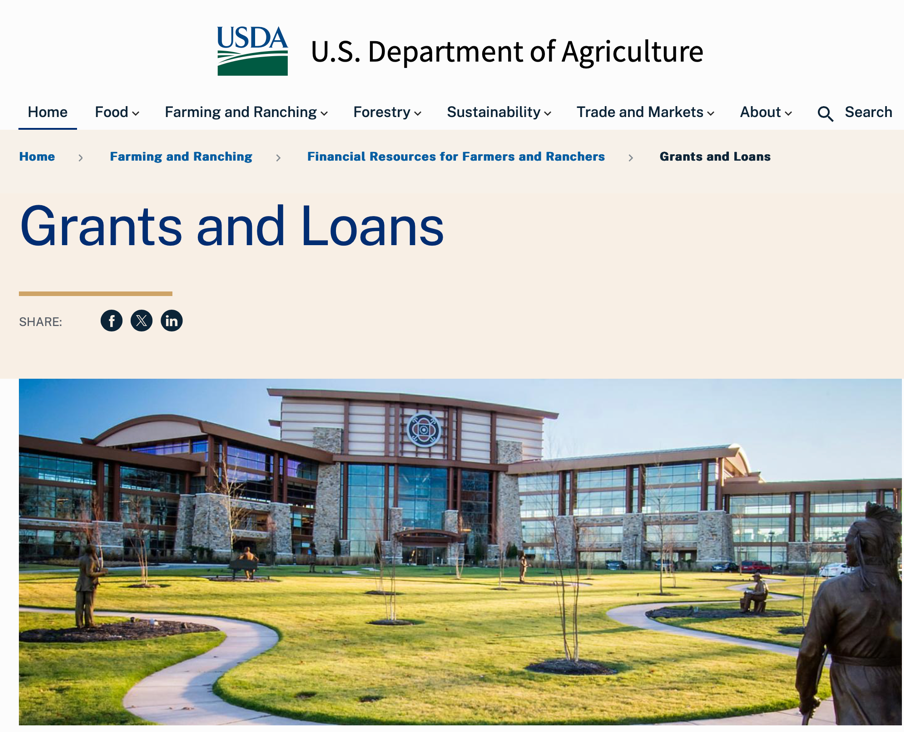 USDA
U.S. Department of Agriculture
Home Food Farming and Ranching Forestry Sustainability Trade and Markets About Search
Home > Farming and Ranching > Financial Resources for Farmers and Ranchers > Grants and Loans
Grants and Loans
SHARE: